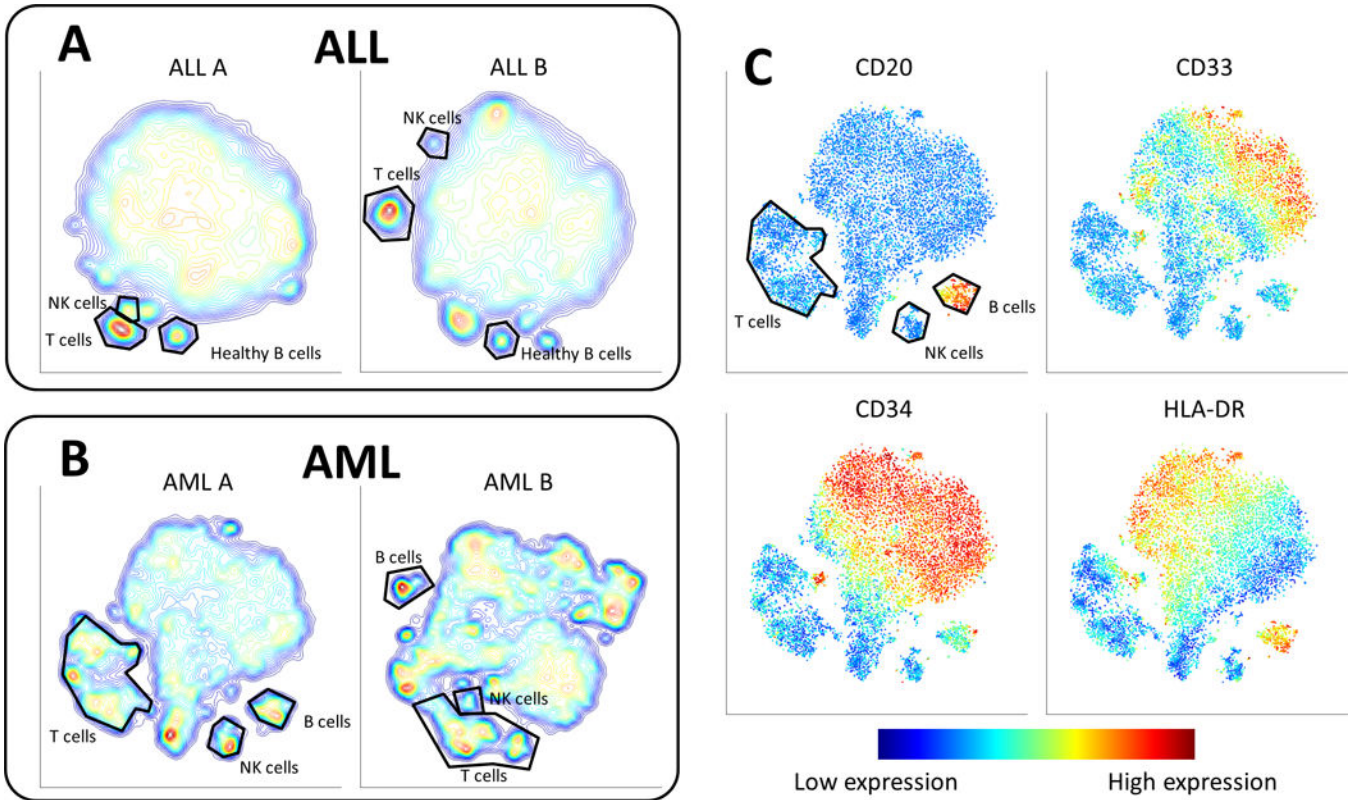 A
ALL
ALL A
ALL B
NK cells
T cells
NK cells
T cells
Healthy B cells
Healthy B cells
B
AML
AML A
AML B
B cells
T cells
NK cells
B cells
NK cells
T cells
C
CD20
CD33
T cells
B cells
NK cells
CD34
HLA-DR
Low expression
High expression